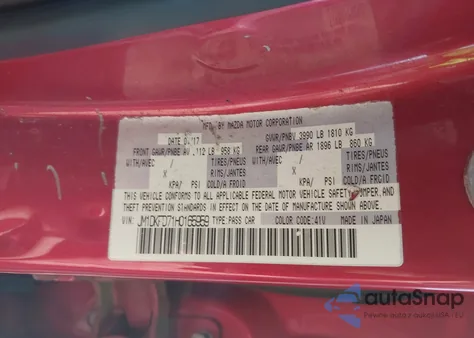 MFD. BY MAZDA MOTOR CORPORATION
DATE GVWR/PNBV 3990 LB 1810 KG
FRONT GAWR/PNBE AV 112 LB 958 KG REAR GAWR/PNBE AR 1896 LB 860 KG
WITH/AVEC TIRES/PNEUS WITH/AVEC TIRES/PNEUS
X RIMS/JANTES X RIMS/JANTES
KPA/ PSI COLD/A FROID KPA/ PSI COLD/A FROID
THIS VEHICLE CONFORMS TO ALL APPLICABLE FEDERAL MOTOR VEHICLE SAFETY, BUMPER, AND
THEFT PREVENTION STANDARDS IN EFFECT ON THE DATE OF MANUFACTURE SHOWN ABOVE.
VIN: TYPE: PASS CAR COLOR CODE: 41V MADE IN JAPAN
autoSnap